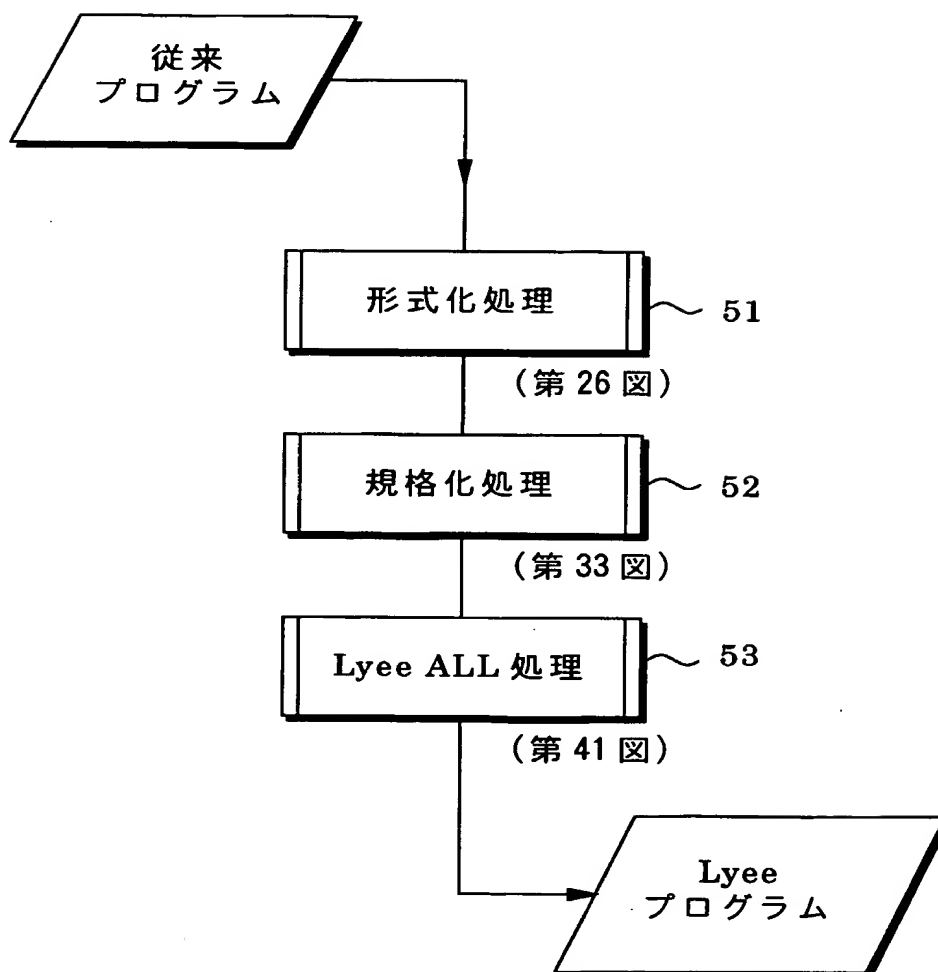 従来
プログラム
形式化処理
51
(第 26 図)
規格化処理
52
(第 33 図)
Lyee ALL 処理
53
(第 41 図)
Lyee
プログラム